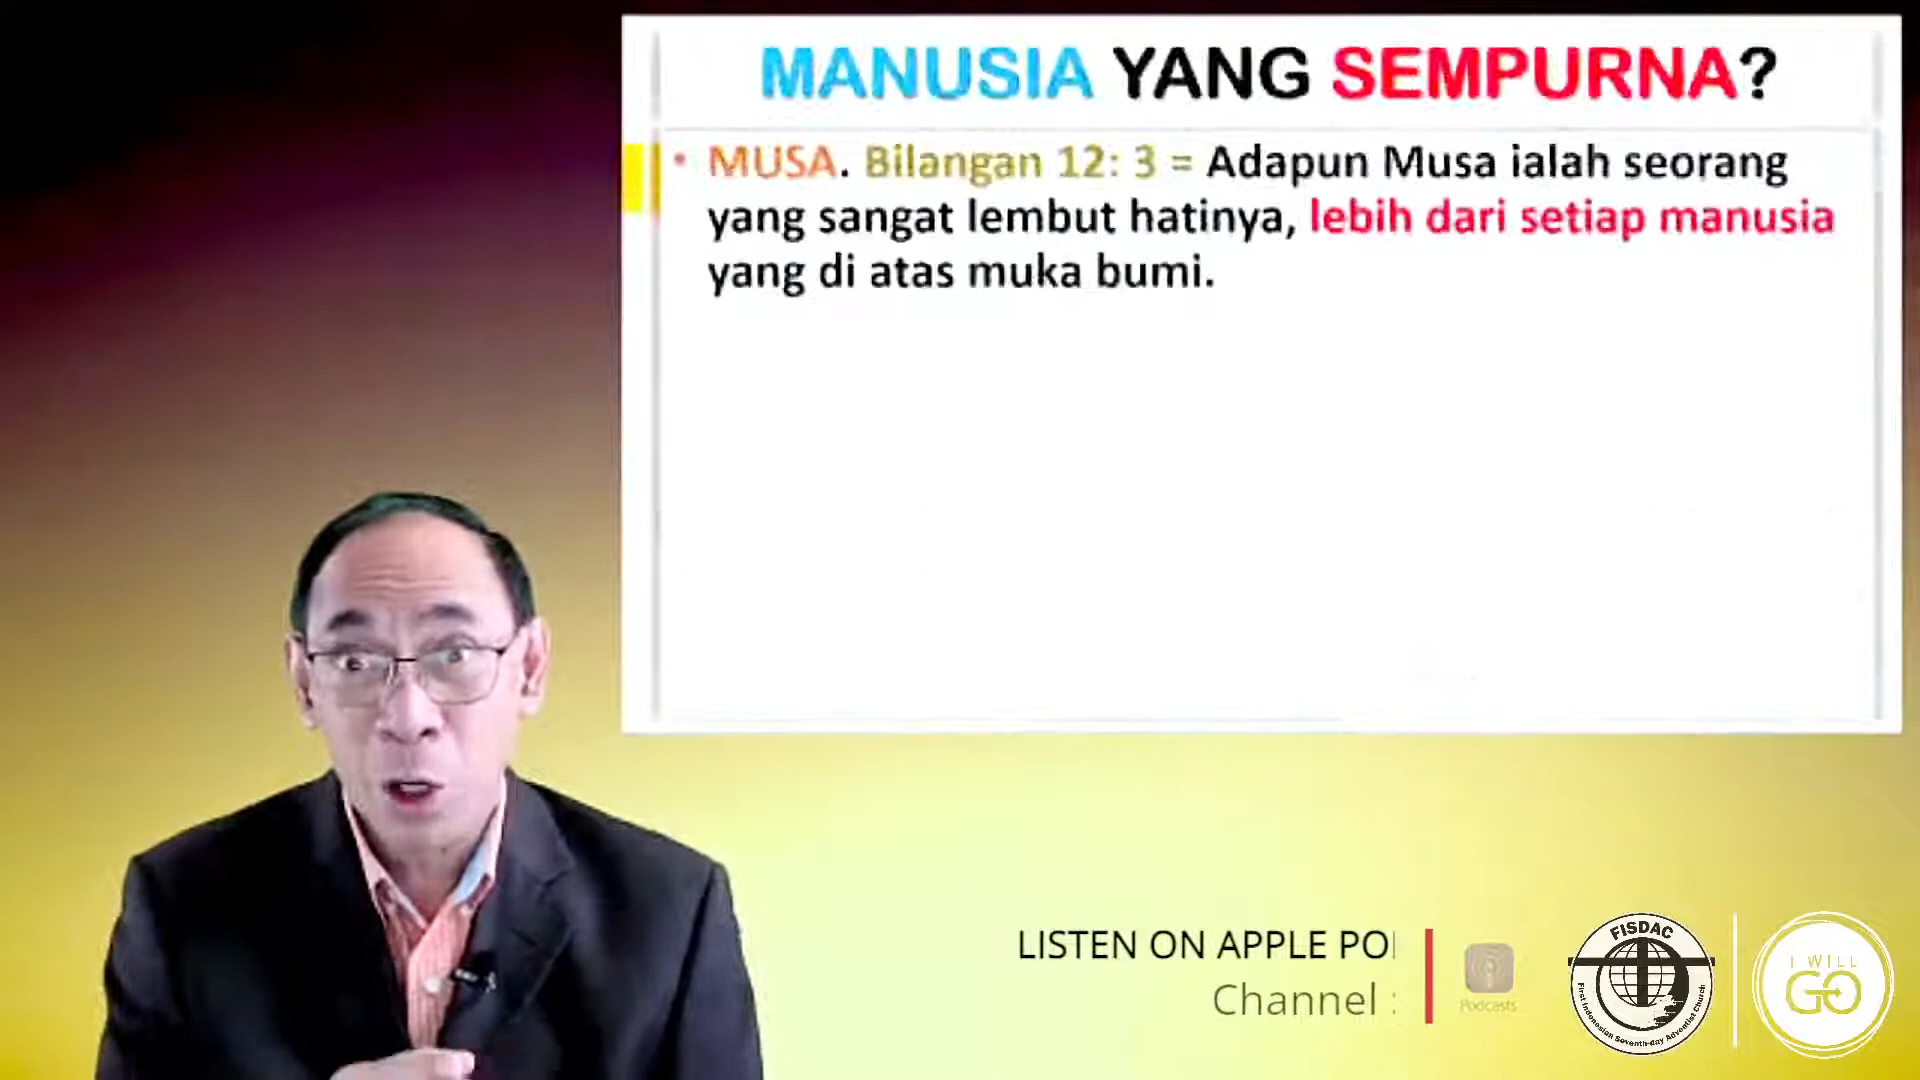 MANUSIA YANG SEMPURNA?
• MUSA. Bilangan 12: 3 = Adapun Musa ialah seorang
yang sangat lembut hatinya, lebih dari setiap manusia
yang di atas muka bumi.
LISTEN ON APPLE PO
Channel :
Podcasts
FISDAC
First Indonesian Seventh-day Adventist Church
I WILL
GO